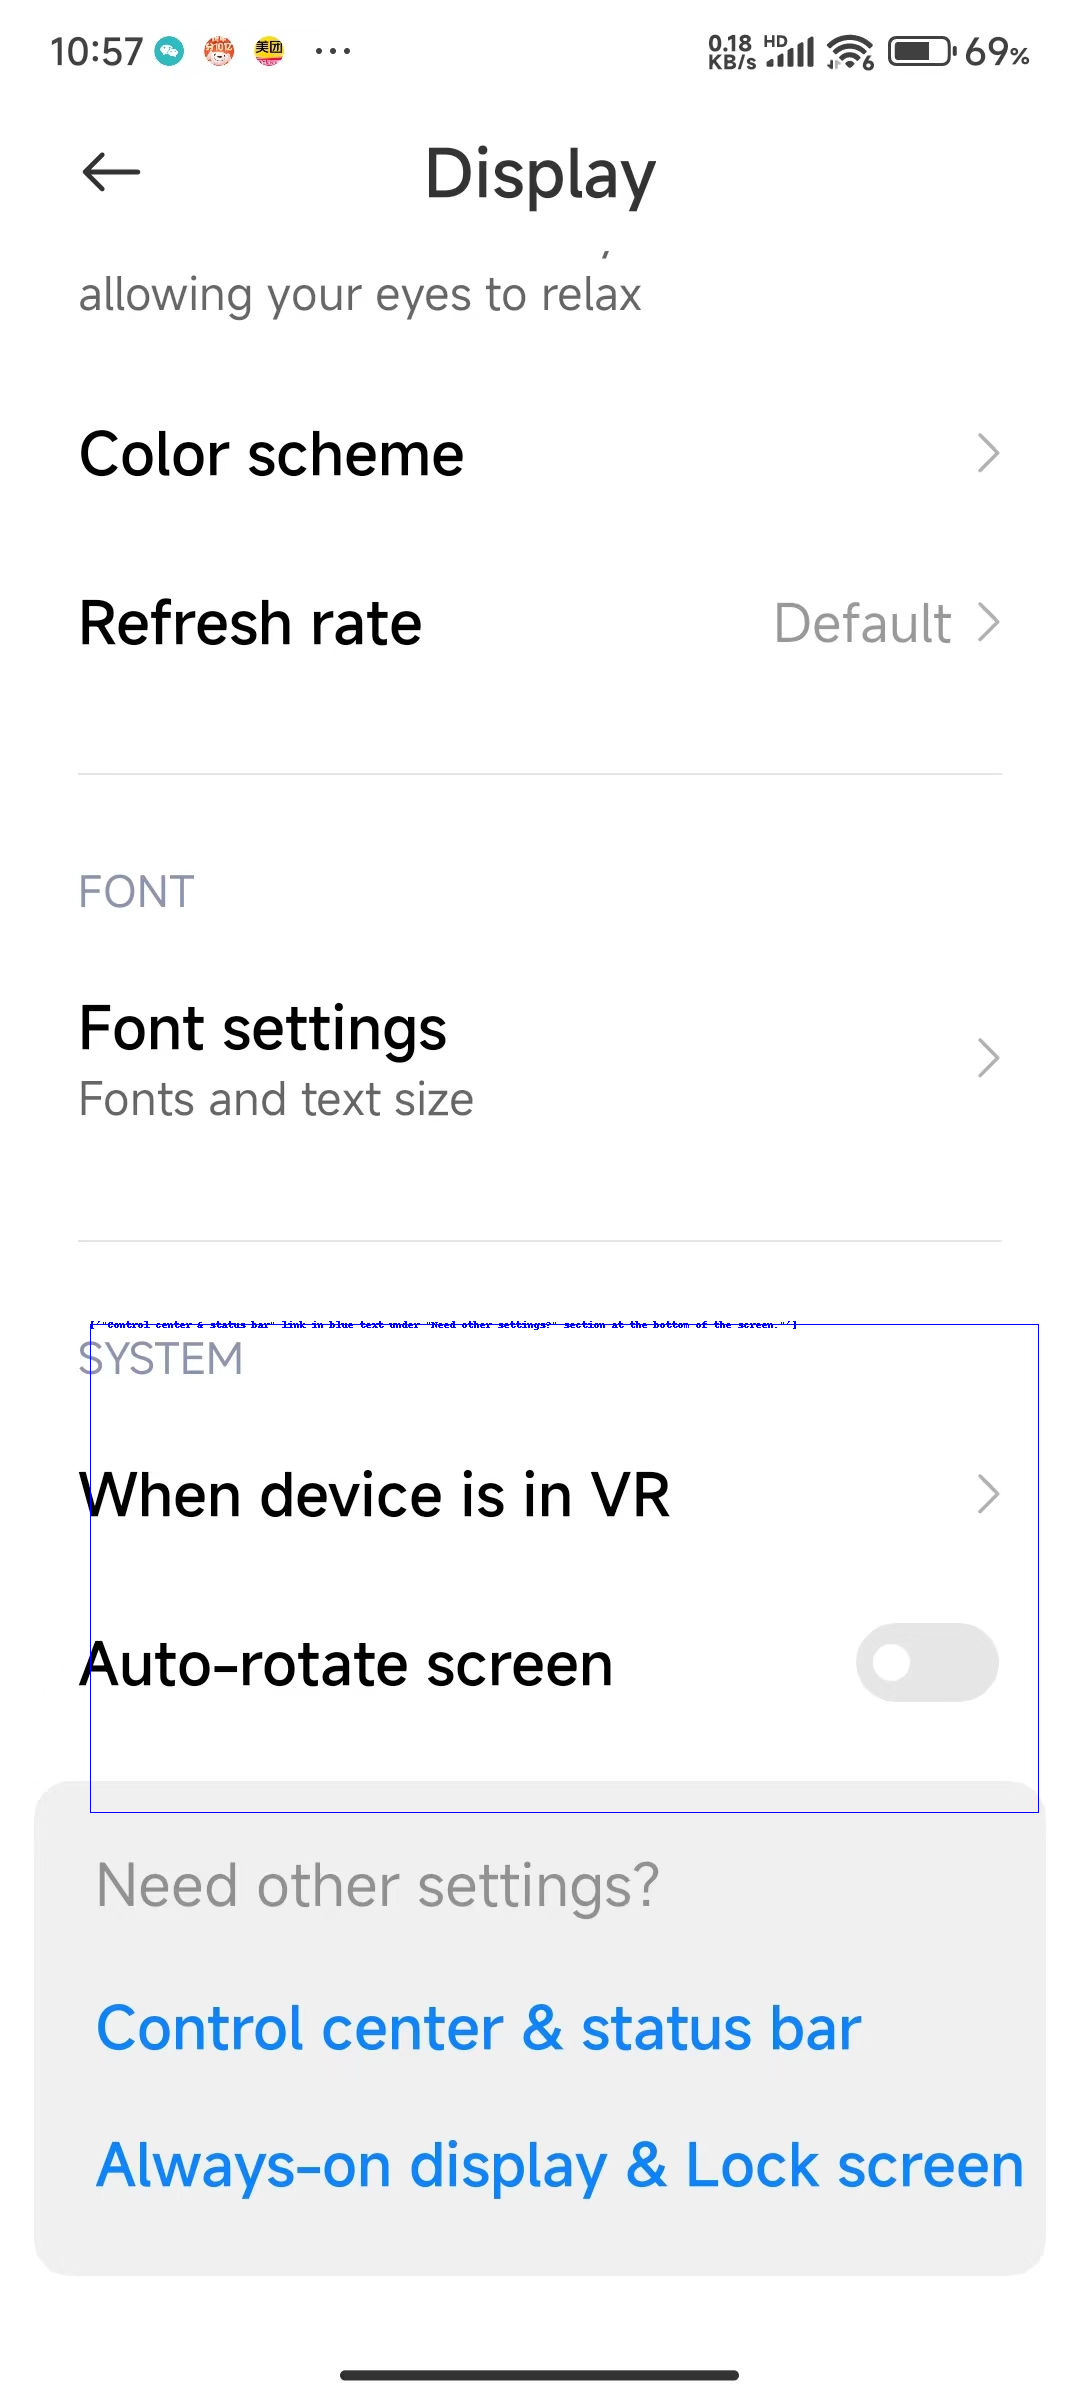 10:57 美团 ... 0.18 KB/s HD 6 69%
Display
allowing your eyes to relax
Color scheme
Refresh rate Default
FONT
Font settings
Fonts and text size
['"Control center & status bar" link in blue text under "Need other settings?" section at the bottom of the screen."']
SYSTEM
When device is in VR
Auto-rotate screen
Need other settings?
Control center & status bar
Always-on display & Lock screen